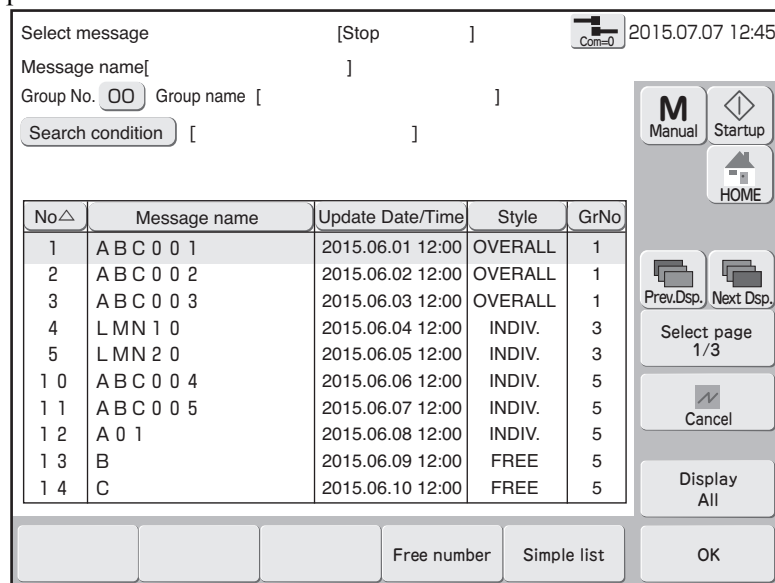 Select message [Stop ] Com=0 2015.07.07 12:45
Message name[ ]
Group No. 00 Group name [ ]
Search condition [ ]
M Manual
Startup
HOME
No△ Message name Update Date/Time Style GrNo
1 ABC001 2015.06.01 12:00 OVERALL 1
2 ABC002 2015.06.02 12:00 OVERALL 1
3 ABC003 2015.06.03 12:00 OVERALL 1
4 LMN10 2015.06.04 12:00 INDIV. 3
5 LMN20 2015.06.05 12:00 INDIV. 3
10 ABC004 2015.06.06 12:00 INDIV. 5
11 ABC005 2015.06.07 12:00 INDIV. 5
12 A01 2015.06.08 12:00 INDIV. 5
13 B 2015.06.09 12:00 FREE 5
14 C 2015.06.10 12:00 FREE 5
Prev.Dsp. Next Dsp.
Select page
1/3
Cancel
Display
All
Free number Simple list OK